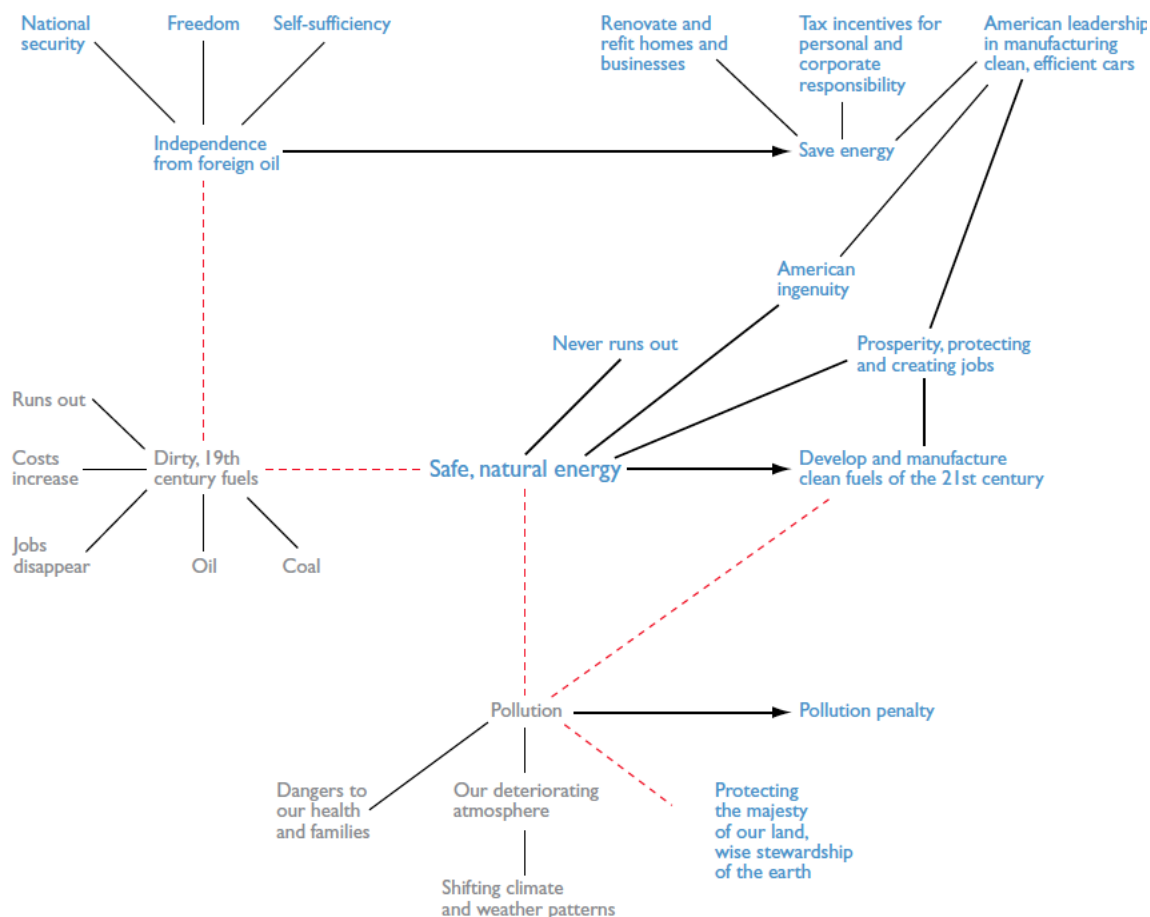 National
security
Freedom
Self-sufficiency
Renovate and
refit homes and
businesses
Tax incentives for
personal and
corporate
responsibility
American leadership
in manufacturing
clean, efficient cars
Independence
from foreign oil
Save energy
American
ingenuity
Never runs out
Prosperity, protecting
and creating jobs
Runs out
Costs
increase
Dirty, 19th
century fuels
Safe, natural energy
Develop and manufacture
clean fuels of the 21st century
Jobs
disappear
Oil
Coal
Pollution
Pollution penalty
Dangers to
our health
and families
Our deteriorating
atmosphere
Protecting
the majesty
of our land,
wise stewardship
of the earth
Shifting climate
and weather patterns